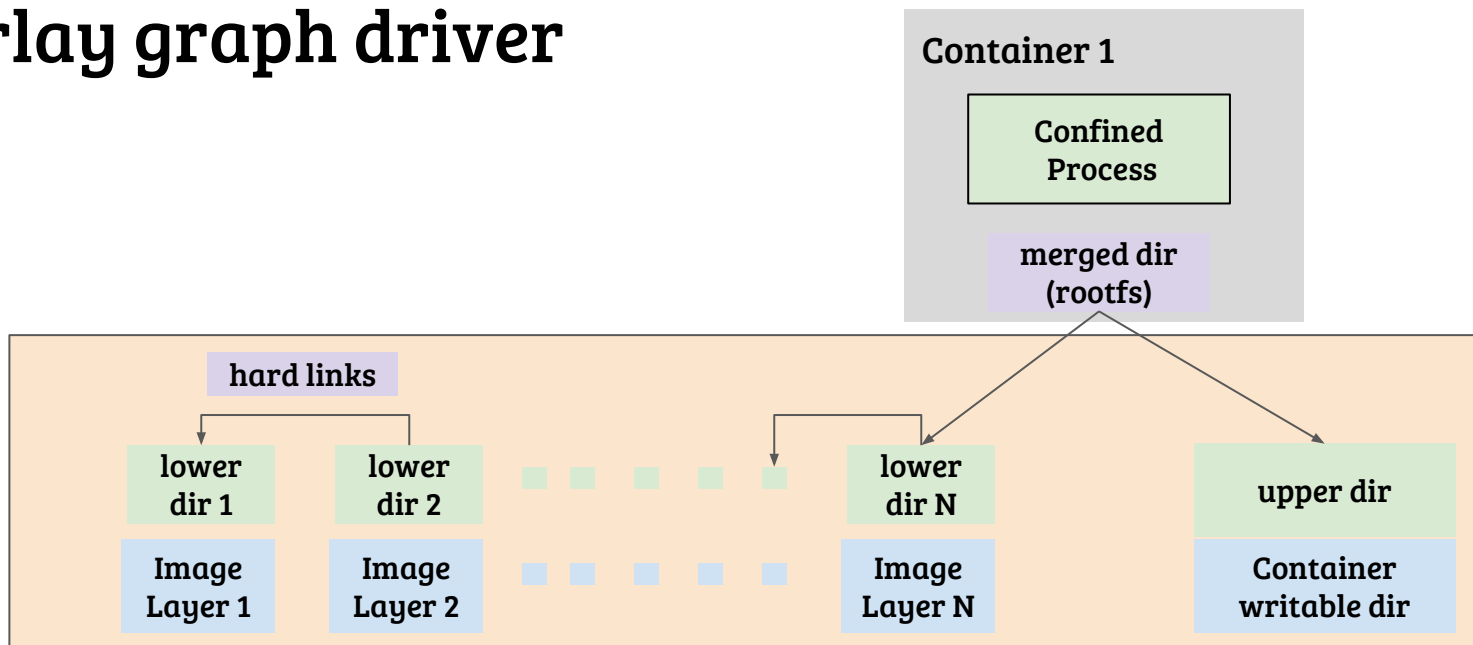 rlay graph driver
Container 1
Confined
Process
merged dir
(rootfs)
hard links
lower
dir 1
lower
dir 2
lower
dir N
upper dir
Image
Layer 1
Image
Layer 2
Image
Layer N
Container
writable dir